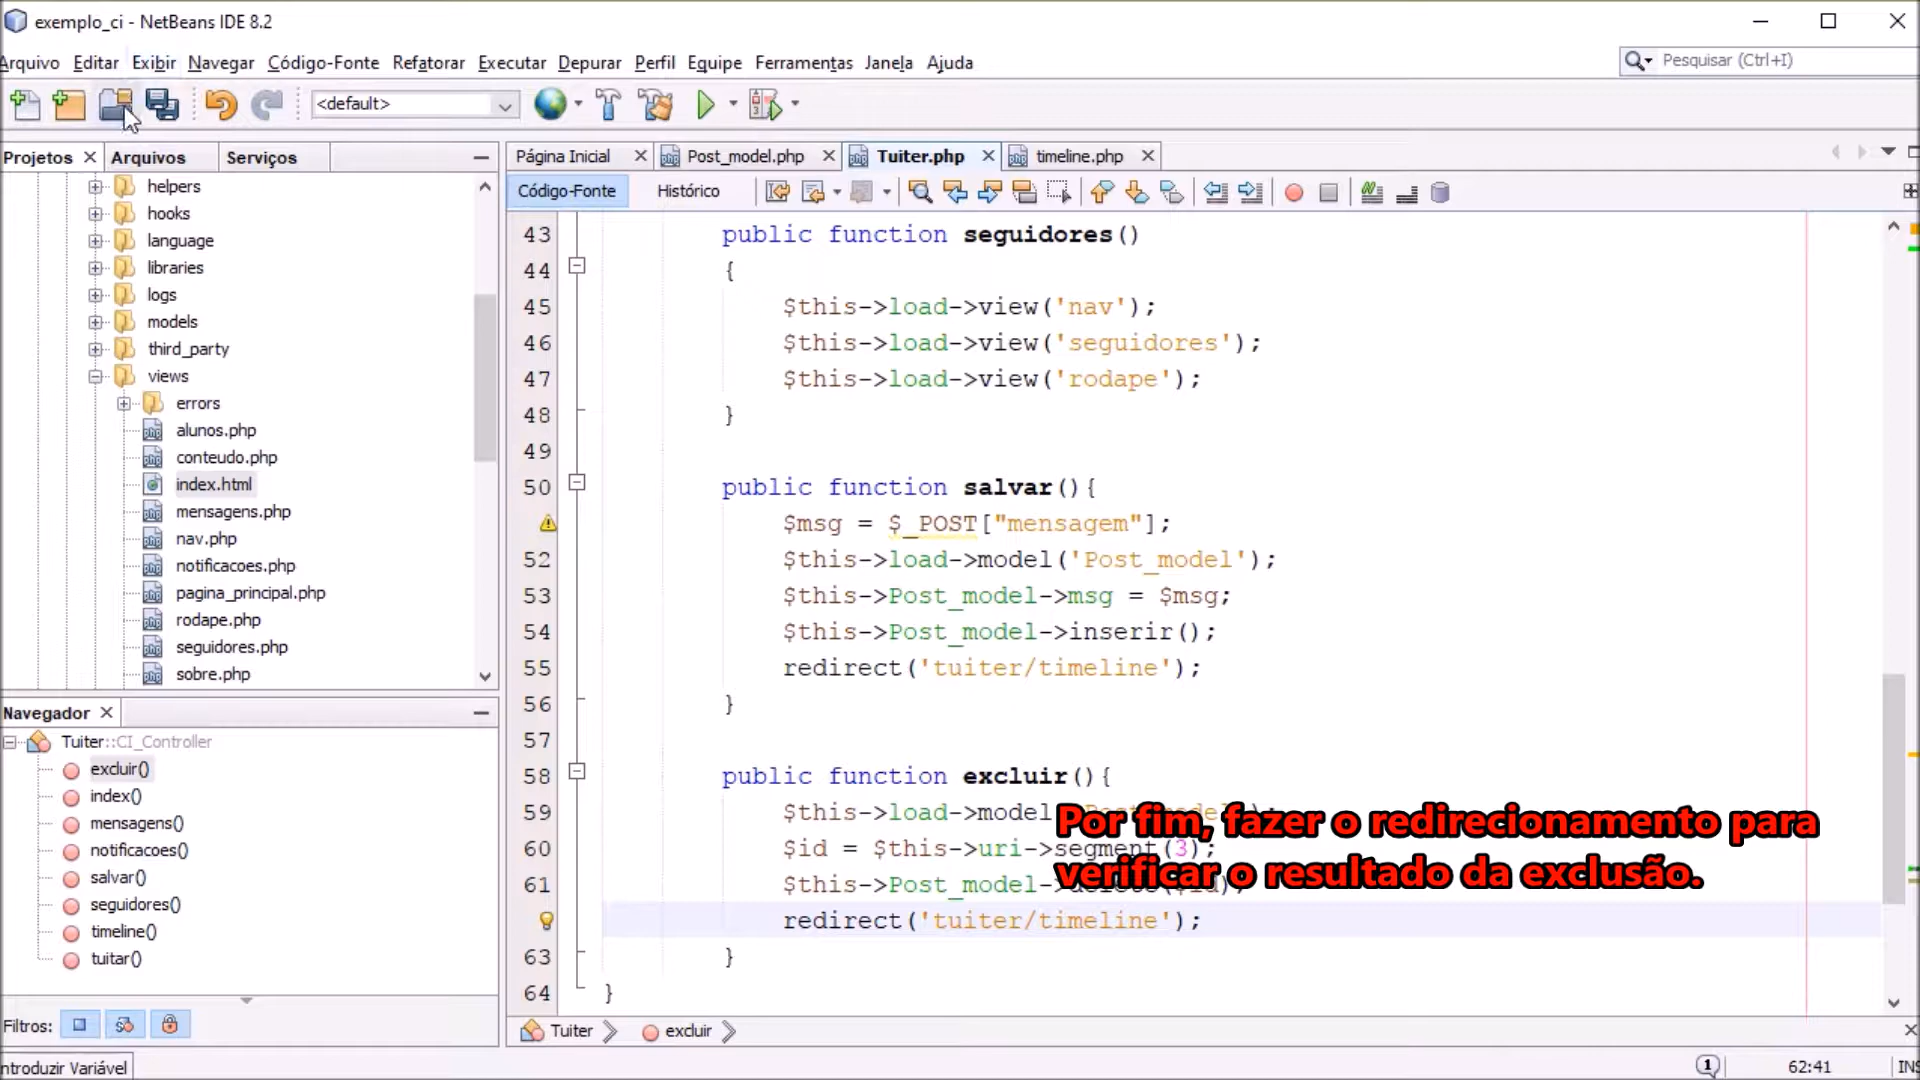 exemplo_ci - NetBeans IDE 8.2
Arquivo Editar Exibir Navegar Código-Fonte Refatorar Executar Depurar Perfil Equipe Ferramentas Janela Ajuda
Pesquisar (Ctrl+I)
<default>
Projetos Arquivos Serviços
helpers
hooks
language
libraries
logs
models
third_party
views
errors
alunos.php
conteudo.php
index.html
mensagens.php
nav.php
notificacoes.php
pagina_principal.php
rodape.php
seguidores.php
sobre.php
Navegador
Tuiter::CI_Controller
excluir()
index()
mensagens()
notificacoes()
salvar()
seguidores()
timeline()
tuitar()
Filtros:
Página Inicial Post_model.php Tuiter.php timeline.php
Código-Fonte Histórico
43 public function seguidores()
44 {
45 $this->load->view('nav');
46 $this->load->view('seguidores');
47 $this->load->view('rodape');
48 }
49
50 public function salvar(){
$msg = $_POST["mensagem"];
52 $this->load->model('Post_model');
53 $this->Post_model->msg = $msg;
54 $this->Post_model->inserir();
55 redirect('tuiter/timeline');
56 }
57
58 public function excluir(){
59 $this->load->model
60 $id = $this->uri->segment(3);
61 $this->Post_model->
redirect('tuiter/timeline');
63 }
64 }
Por fim, fazer o redirecionamento para
verificar o resultado da exclusão.
Tuiter excluir
ntroduzir Variável
1
62:41
INS